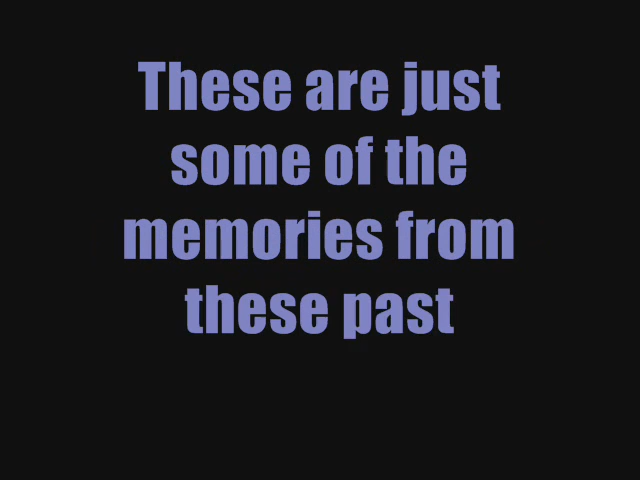 These are just
some of the
memories from
these past